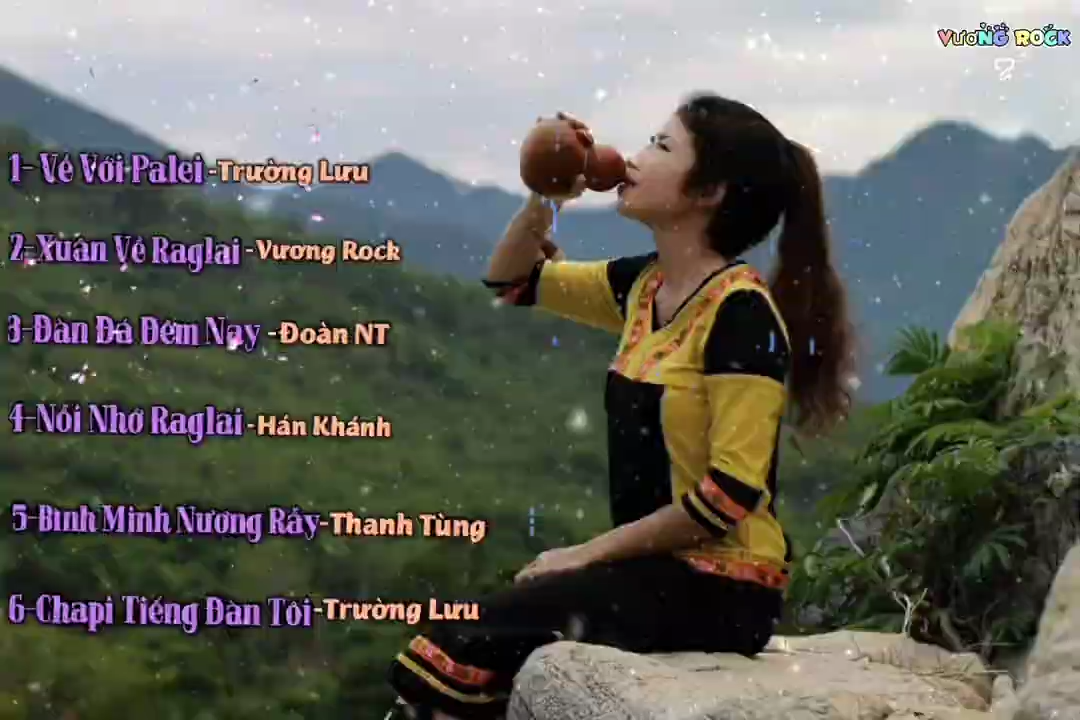 VƯƠNG ROCK
1- Về Với Palei -Trường Lưu
2-Xuân Về Raglai -Vương Rock
3-Đàn Đá Đêm Nay -Đoàn NT
4-Nỗi Nhớ Raglai -Hán Khánh
5-Bình Minh Nương Rẫy-Thanh Tùng
6-Chapi Tiếng Đàn Tôi-Trường Lưu